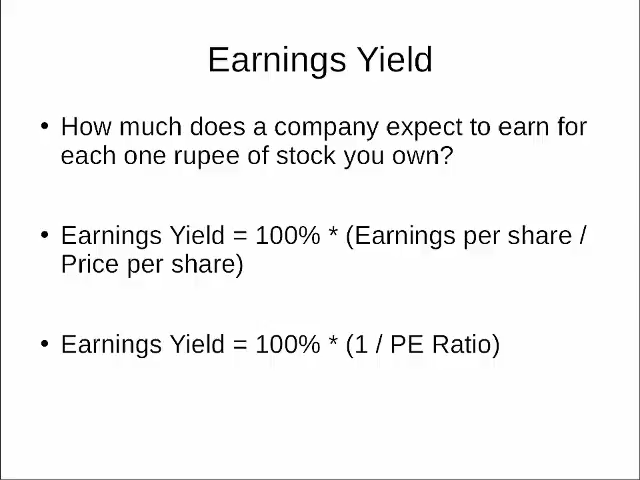 Earnings Yield
• How much does a company expect to earn for
each one rupee of stock you own?
• Earnings Yield = 100% * (Earnings per share /
Price per share)
• Earnings Yield = 100% * (1 / PE Ratio)